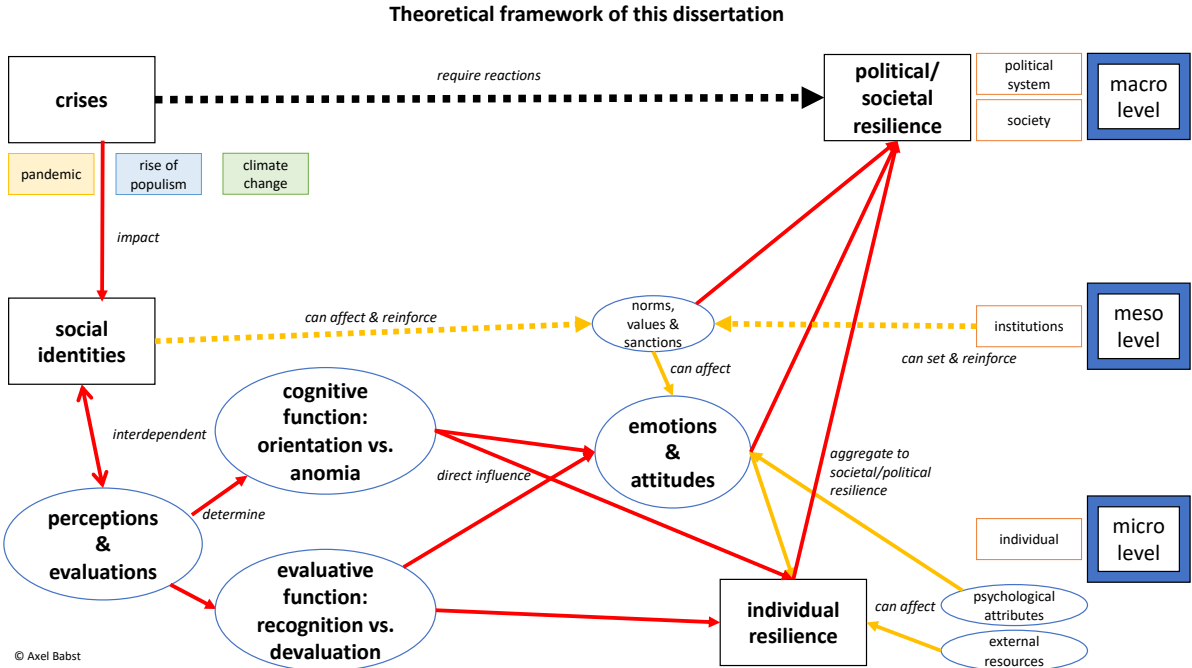 Theoretical framework of this dissertation
crises
require reactions
political/
societal
resilience
political
system
society
macro
level
pandemic
rise of
populism
climate
change
impact
social
identities
can affect & reinforce
norms,
values &
sanctions
institutions
can set & reinforce
meso
level
can affect
interdependent
cognitive
function:
orientation vs.
anomia
emotions
&
attitudes
direct influence
aggregate to
societal/political
resilience
determine
perceptions
&
evaluations
individual
micro
level
evaluative
function:
recognition vs.
devaluation
individual
resilience
can affect
psychological
attributes
external
resources
© Axel Babst